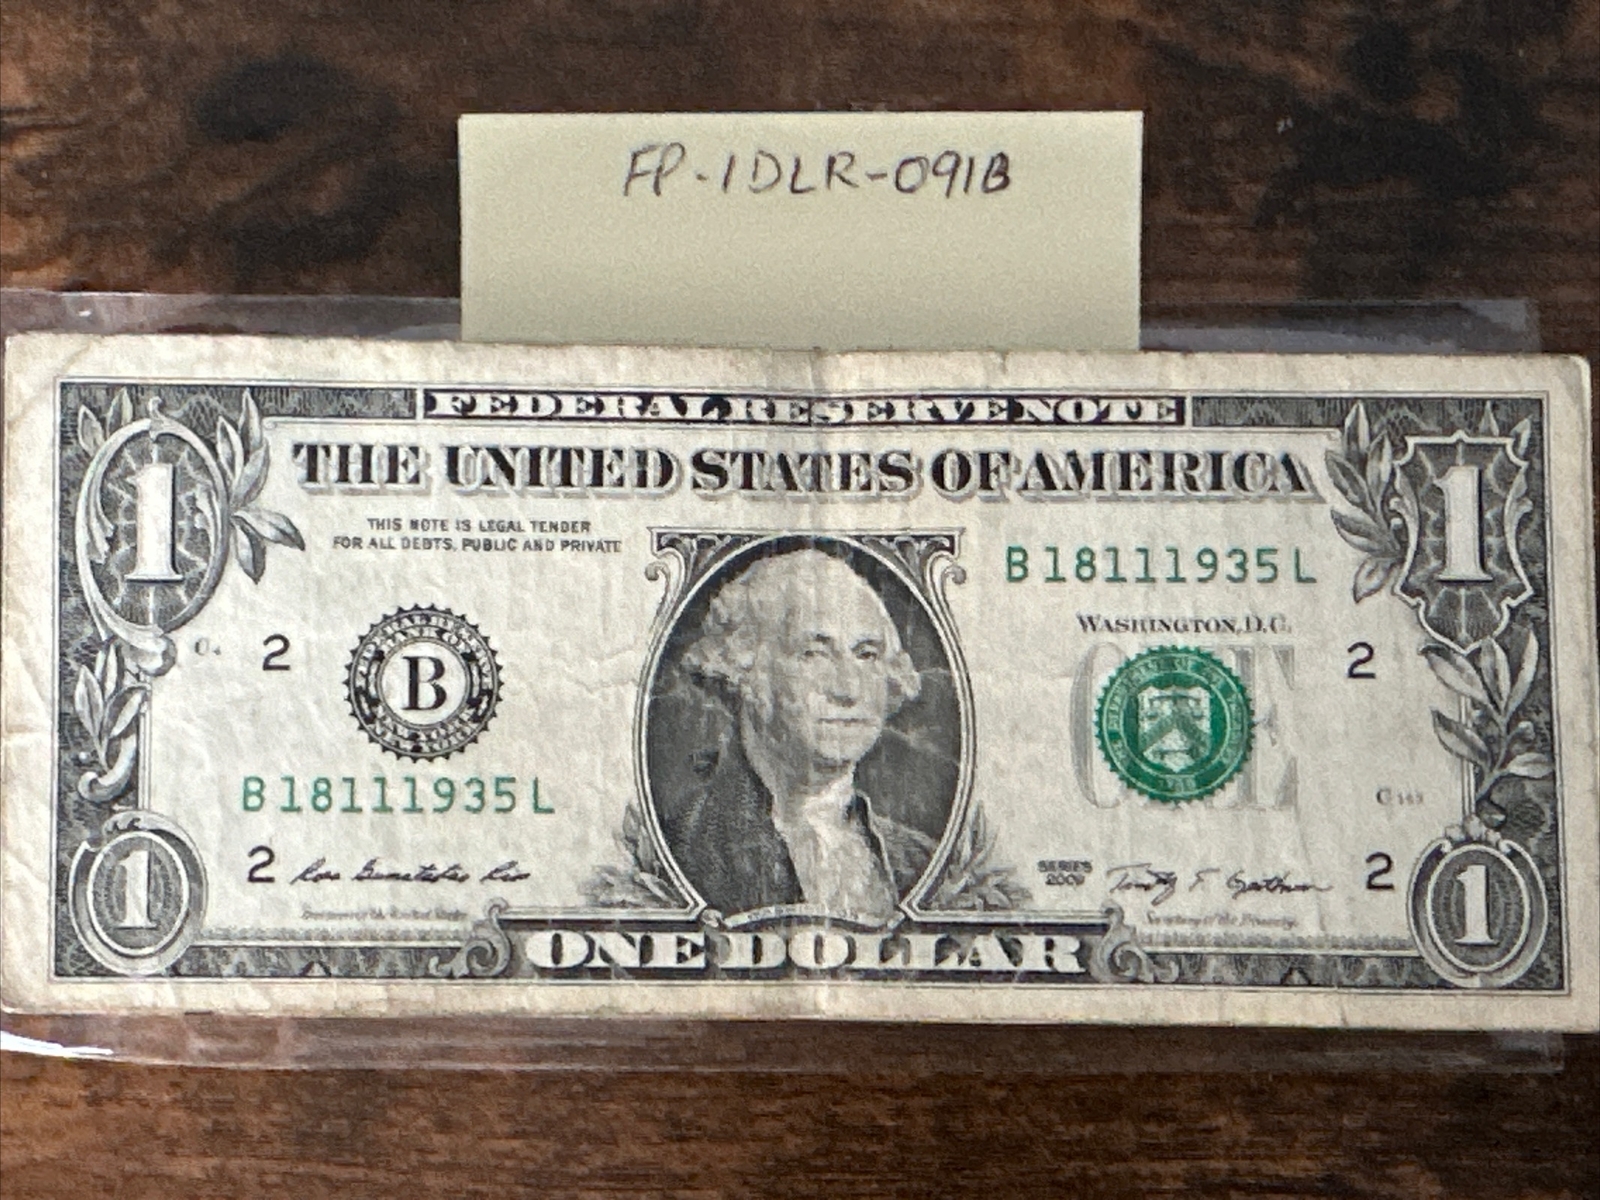 FP-1DLR-091B
FEDERAL RESERVE NOTE
1
THE UNITED STATES OF AMERICA
1
THIS NOTE IS LEGAL TENDER
FOR ALL DEBTS, PUBLIC AND PRIVATE
B 18111935 L
WASHINGTON, D.C.
2
B
2
ONE
B 18111935 L
2
SERIES
2009
2
1
ONE DOLLAR
1